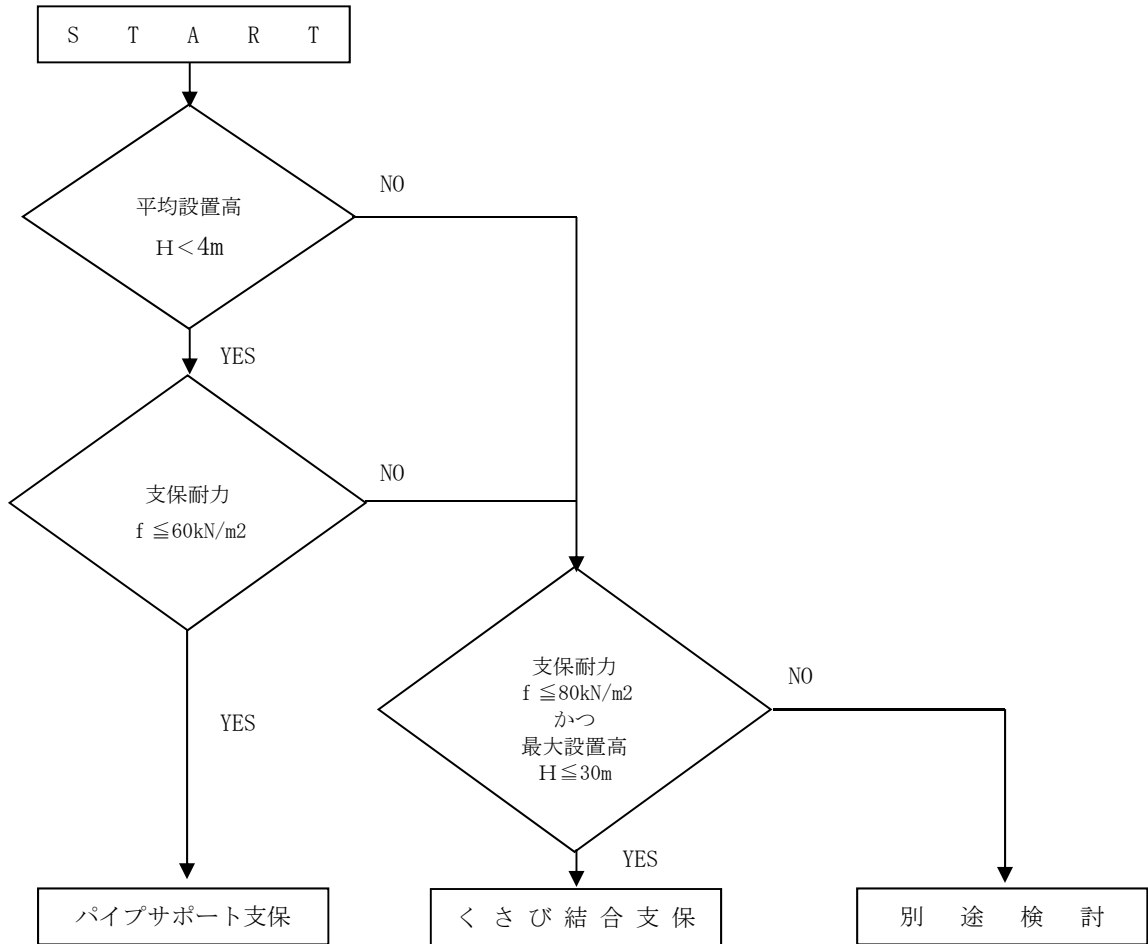 S T A R T
平均設置高
H＜4m
NO
YES
支保耐力
f ≦60kN/m2
NO
YES
支保耐力
f ≦80kN/m2
かつ
最大設置高
H≦30m
NO
YES
パイプサポート支保
く さ び 結 合 支 保
別 途 検 討